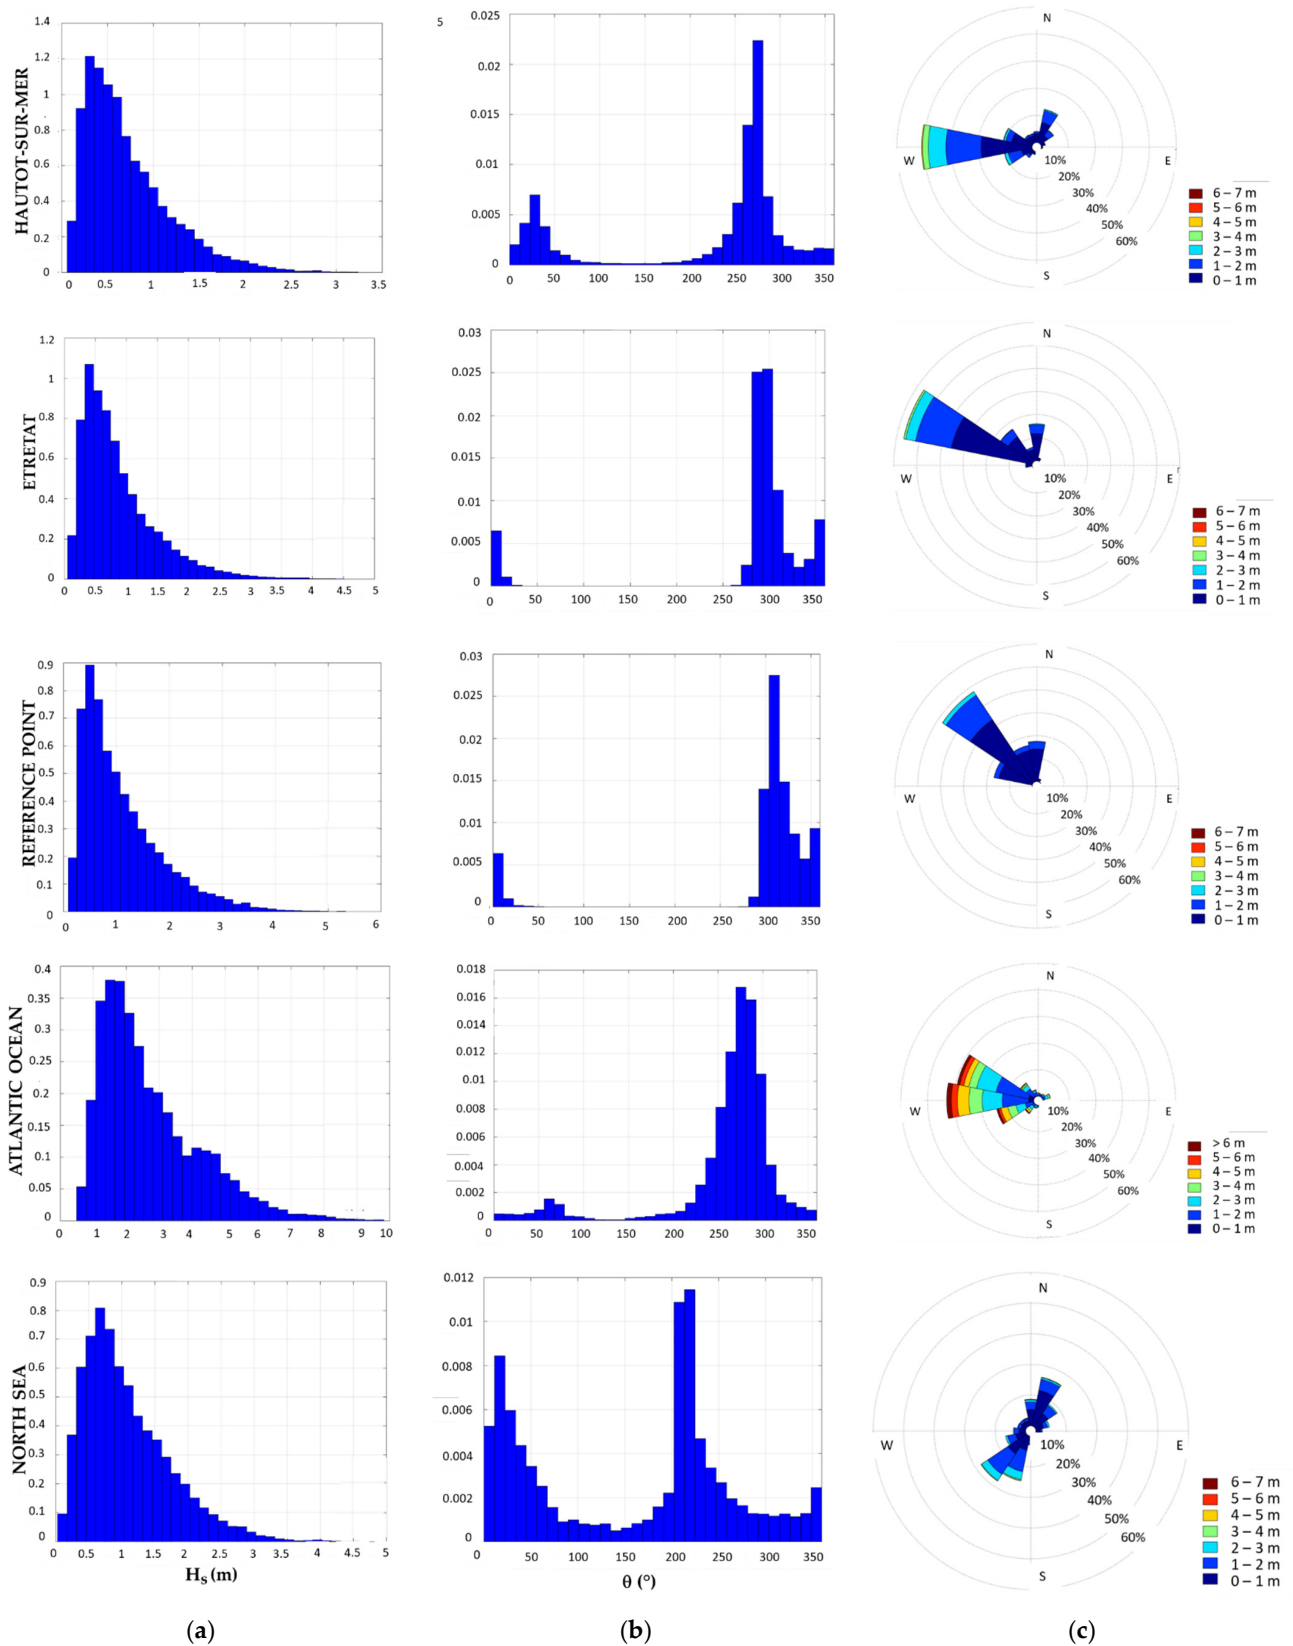 HAUTOT-SUR-MER
1.4
1.2
1
0.8
0.6
0.4
0.2
0
0.5 1 1.5 2 2.5 3 3.5
5
0.025
0.02
0.015
0.01
0.005
0
0 50 100 150 200 250 300 350
N
W E
S
10%
20%
30%
40%
50%
60%
6 – 7 m
5 – 6 m
4 – 5 m
3 – 4 m
2 – 3 m
1 – 2 m
0 – 1 m
ETRETAT
1.2
1
0.8
0.6
0.4
0.2
0
0 0.5 1 1.5 2 2.5 3 3.5 4 4.5 5
0.03
0.025
0.02
0.015
0.01
0.005
0
0 50 100 150 200 250 300 350
N
W E
S
10%
20%
30%
40%
50%
60%
6 – 7 m
5 – 6 m
4 – 5 m
3 – 4 m
2 – 3 m
1 – 2 m
0 – 1 m
REFERENCE POINT
0.9
0.8
0.7
0.6
0.5
0.4
0.3
0.2
0.1
0
0 1 2 3 4 5 6
0.03
0.025
0.02
0.015
0.01
0.005
0
0 50 100 150 200 250 300 350
N
W E
S
10%
20%
30%
40%
50%
60%
6 – 7 m
5 – 6 m
4 – 5 m
3 – 4 m
2 – 3 m
1 – 2 m
0 – 1 m
ATLANTIC OCEAN
0.4
0.35
0.3
0.25
0.2
0.15
0.1
0.05
0
0 1 2 3 4 5 6 7 8 9 10
0.018
0.016
0.014
0.012
0.01
0.008
0.006
0.004
0.002
0
0 50 100 150 200 250 300 350
N
W E
S
10%
20%
30%
40%
50%
60%
> 6 m
5 – 6 m
4 – 5 m
3 – 4 m
2 – 3 m
1 – 2 m
0 – 1 m
NORTH SEA
0.9
0.8
0.7
0.6
0.5
0.4
0.3
0.2
0.1
0
0 0.5 1 1.5 2 2.5 3 3.5 4 4.5 5
Hs (m)
0.012
0.01
0.008
0.006
0.004
0.002
0
0 50 100 150 200 250 300 350
θ (°)
N
W E
S
10%
20%
30%
40%
50%
60%
6 – 7 m
5 – 6 m
4 – 5 m
3 – 4 m
2 – 3 m
1 – 2 m
0 – 1 m
(a) (b) (c)